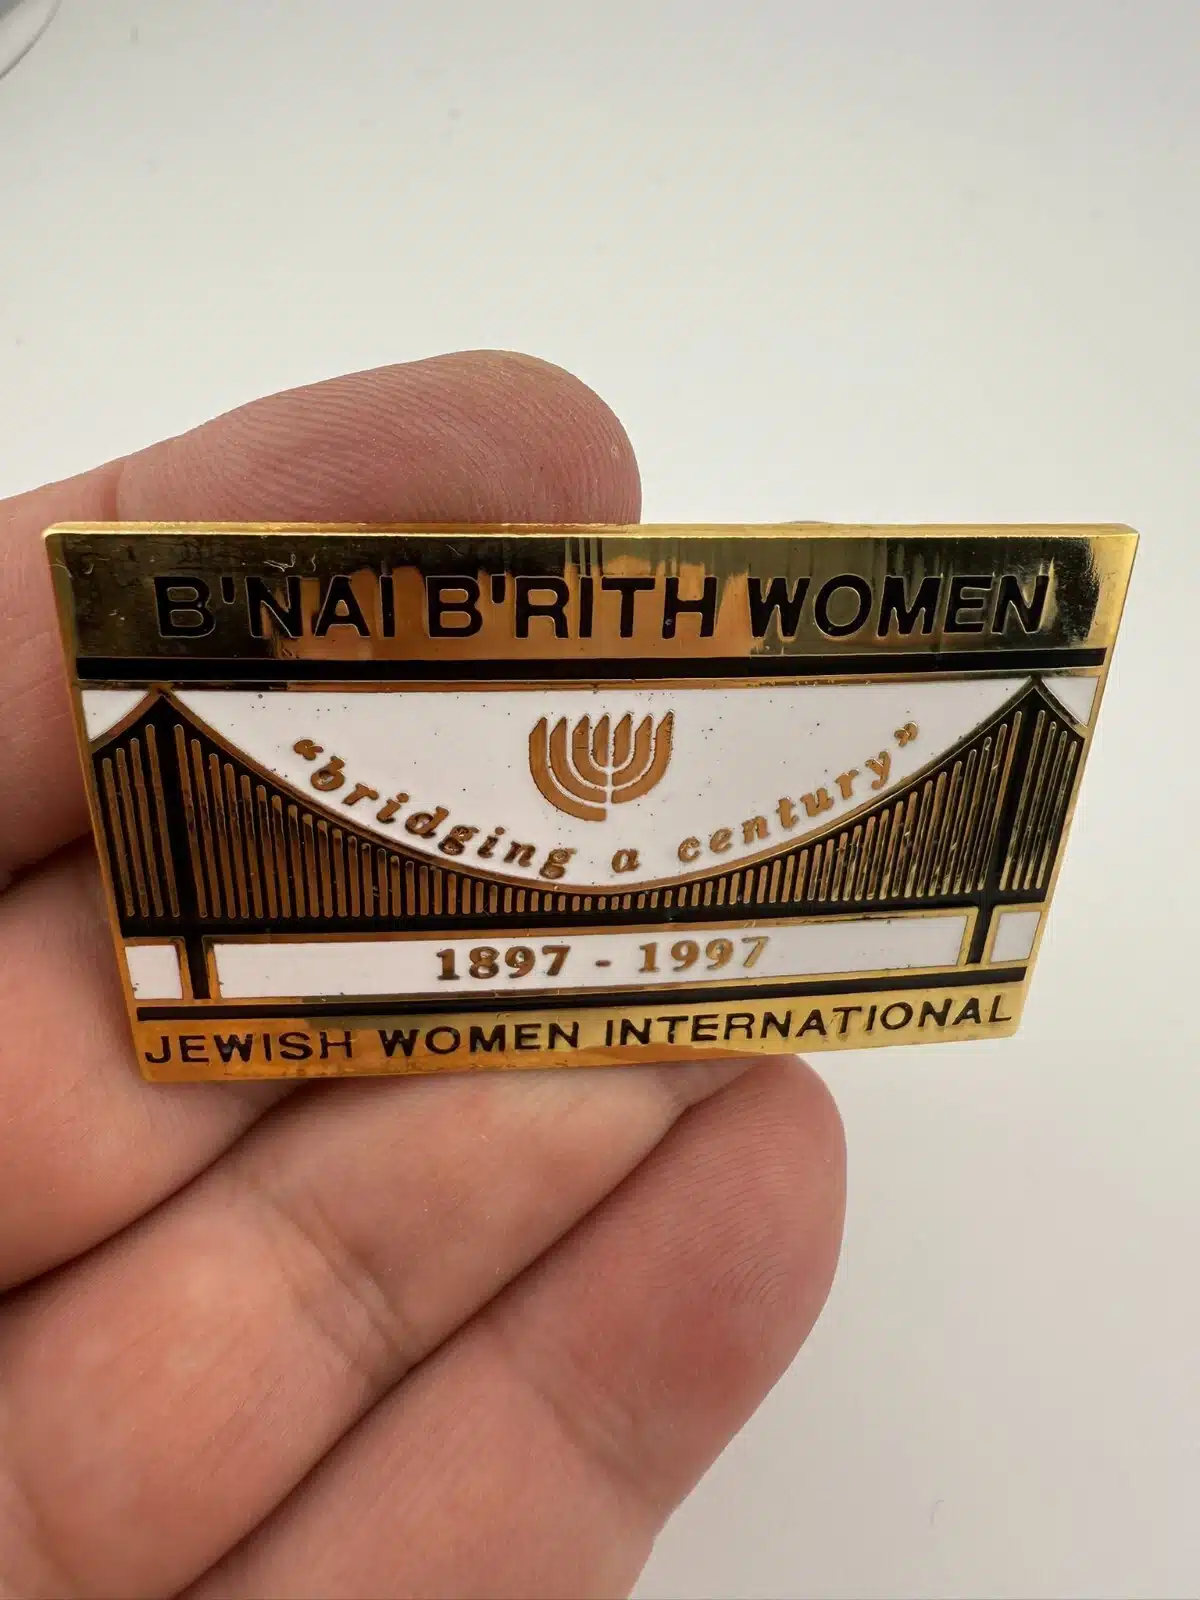 B'NAI B'RITH WOMEN
"bridging a century"
1897 - 1997
JEWISH WOMEN INTERNATIONAL